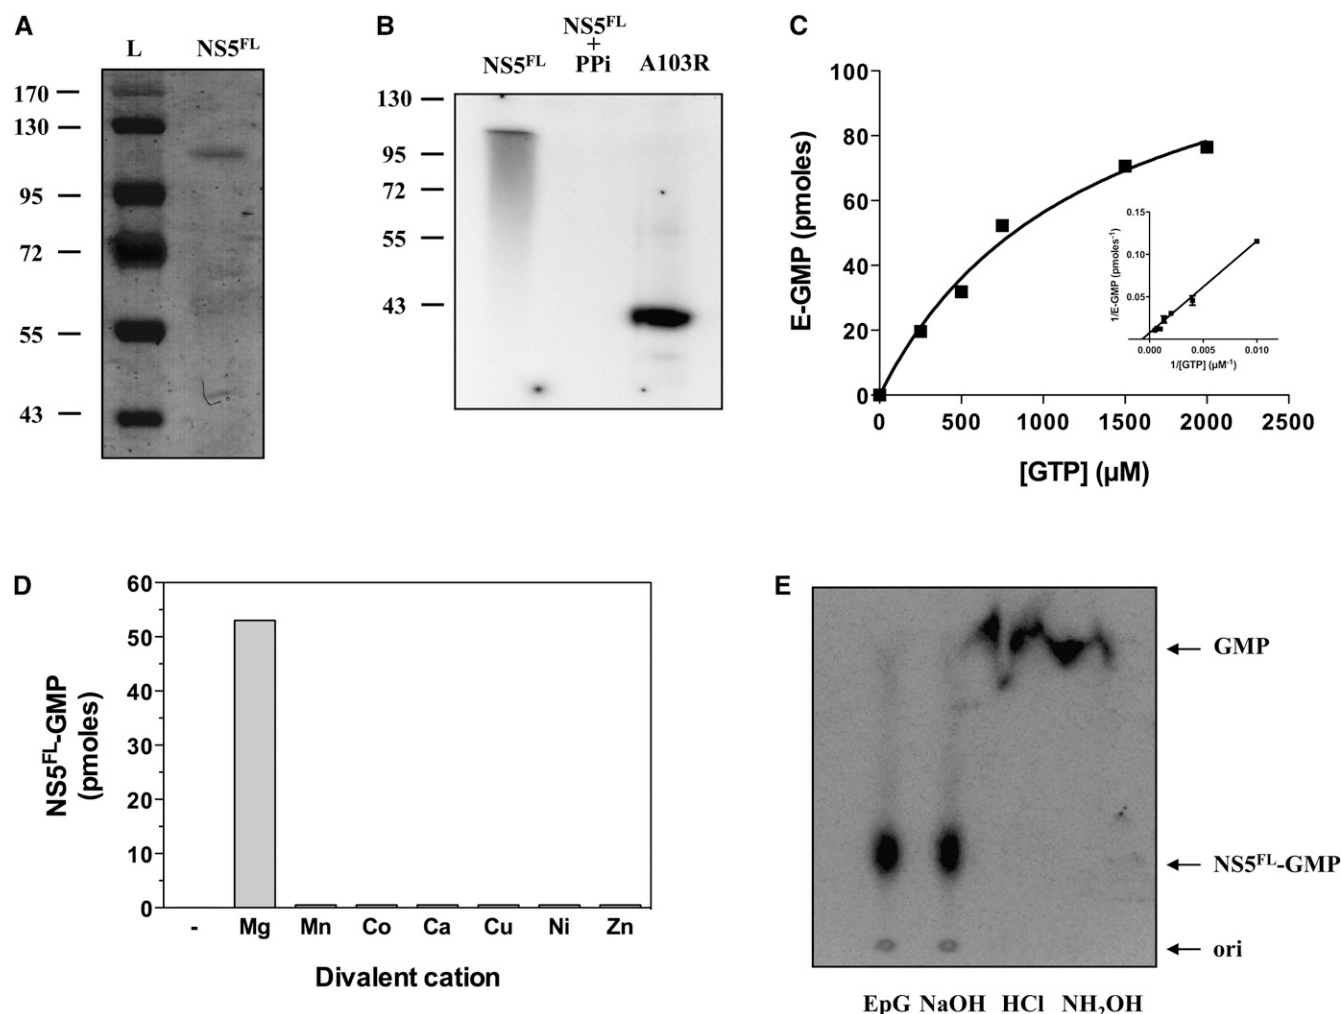 A
L NS5FL
170
130
95
72
55
43
B
NS5FL
NS5FL
+
PPi
A103R
130
95
72
55
43
C
E-GMP (pmoles)
100
80
60
40
20
0
0 500 1000 1500 2000 2500
[GTP] (µM)
1/E-GMP (pmoles-1)
0.15
0.10
0.05
0.000 0.005 0.010
1/[GTP] (µM-1)
D
NS5FL-GMP
(pmoles)
60
50
40
30
20
10
0
- Mg Mn Co Ca Cu Ni Zn
Divalent cation
E
GMP
NS5FL-GMP
ori
EpG NaOH HCl NH2OH